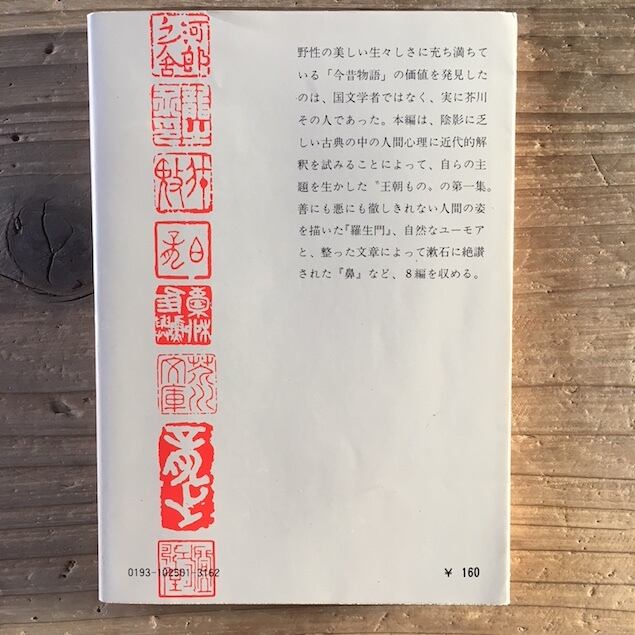 野性の美しい生々しさに充ち満ちて
いる「今昔物語」の価値を発見した
のは、国文学者ではなく、実に芥川
その人であった。本編は、陰影に乏
しい古典の中の人間心理に近代的解
釈を試みることによって、自らの主
題を生かした〝王朝もの〟の第一集。
善にも悪にも徹しきれない人間の姿
を描いた『羅生門』、自然なユーモア
と、整った文章によって漱石に絶讃
された『鼻』など、８編を収める。
0193-102501-3162
¥ 160